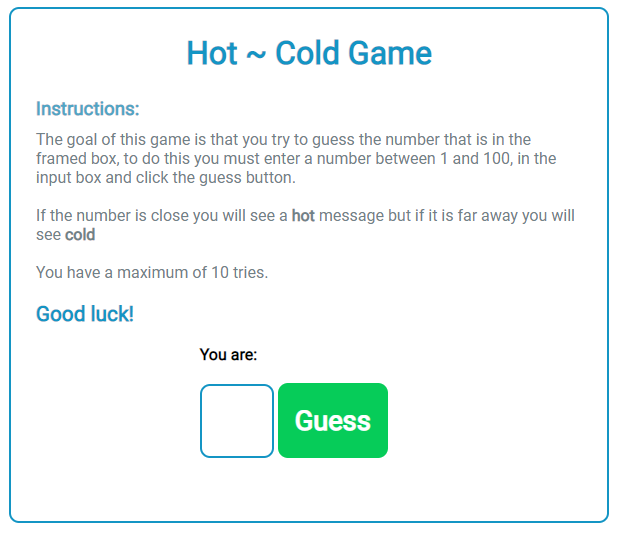 Hot ~ Cold Game
Instructions:
The goal of this game is that you try to guess the number that is in the
framed box, to do this you must enter a number between 1 and 100, in the
input box and click the guess button.
If the number is close you will see a hot message but if it is far away you will
see cold
You have a maximum of 10 tries.
Good luck!
You are:
Guess